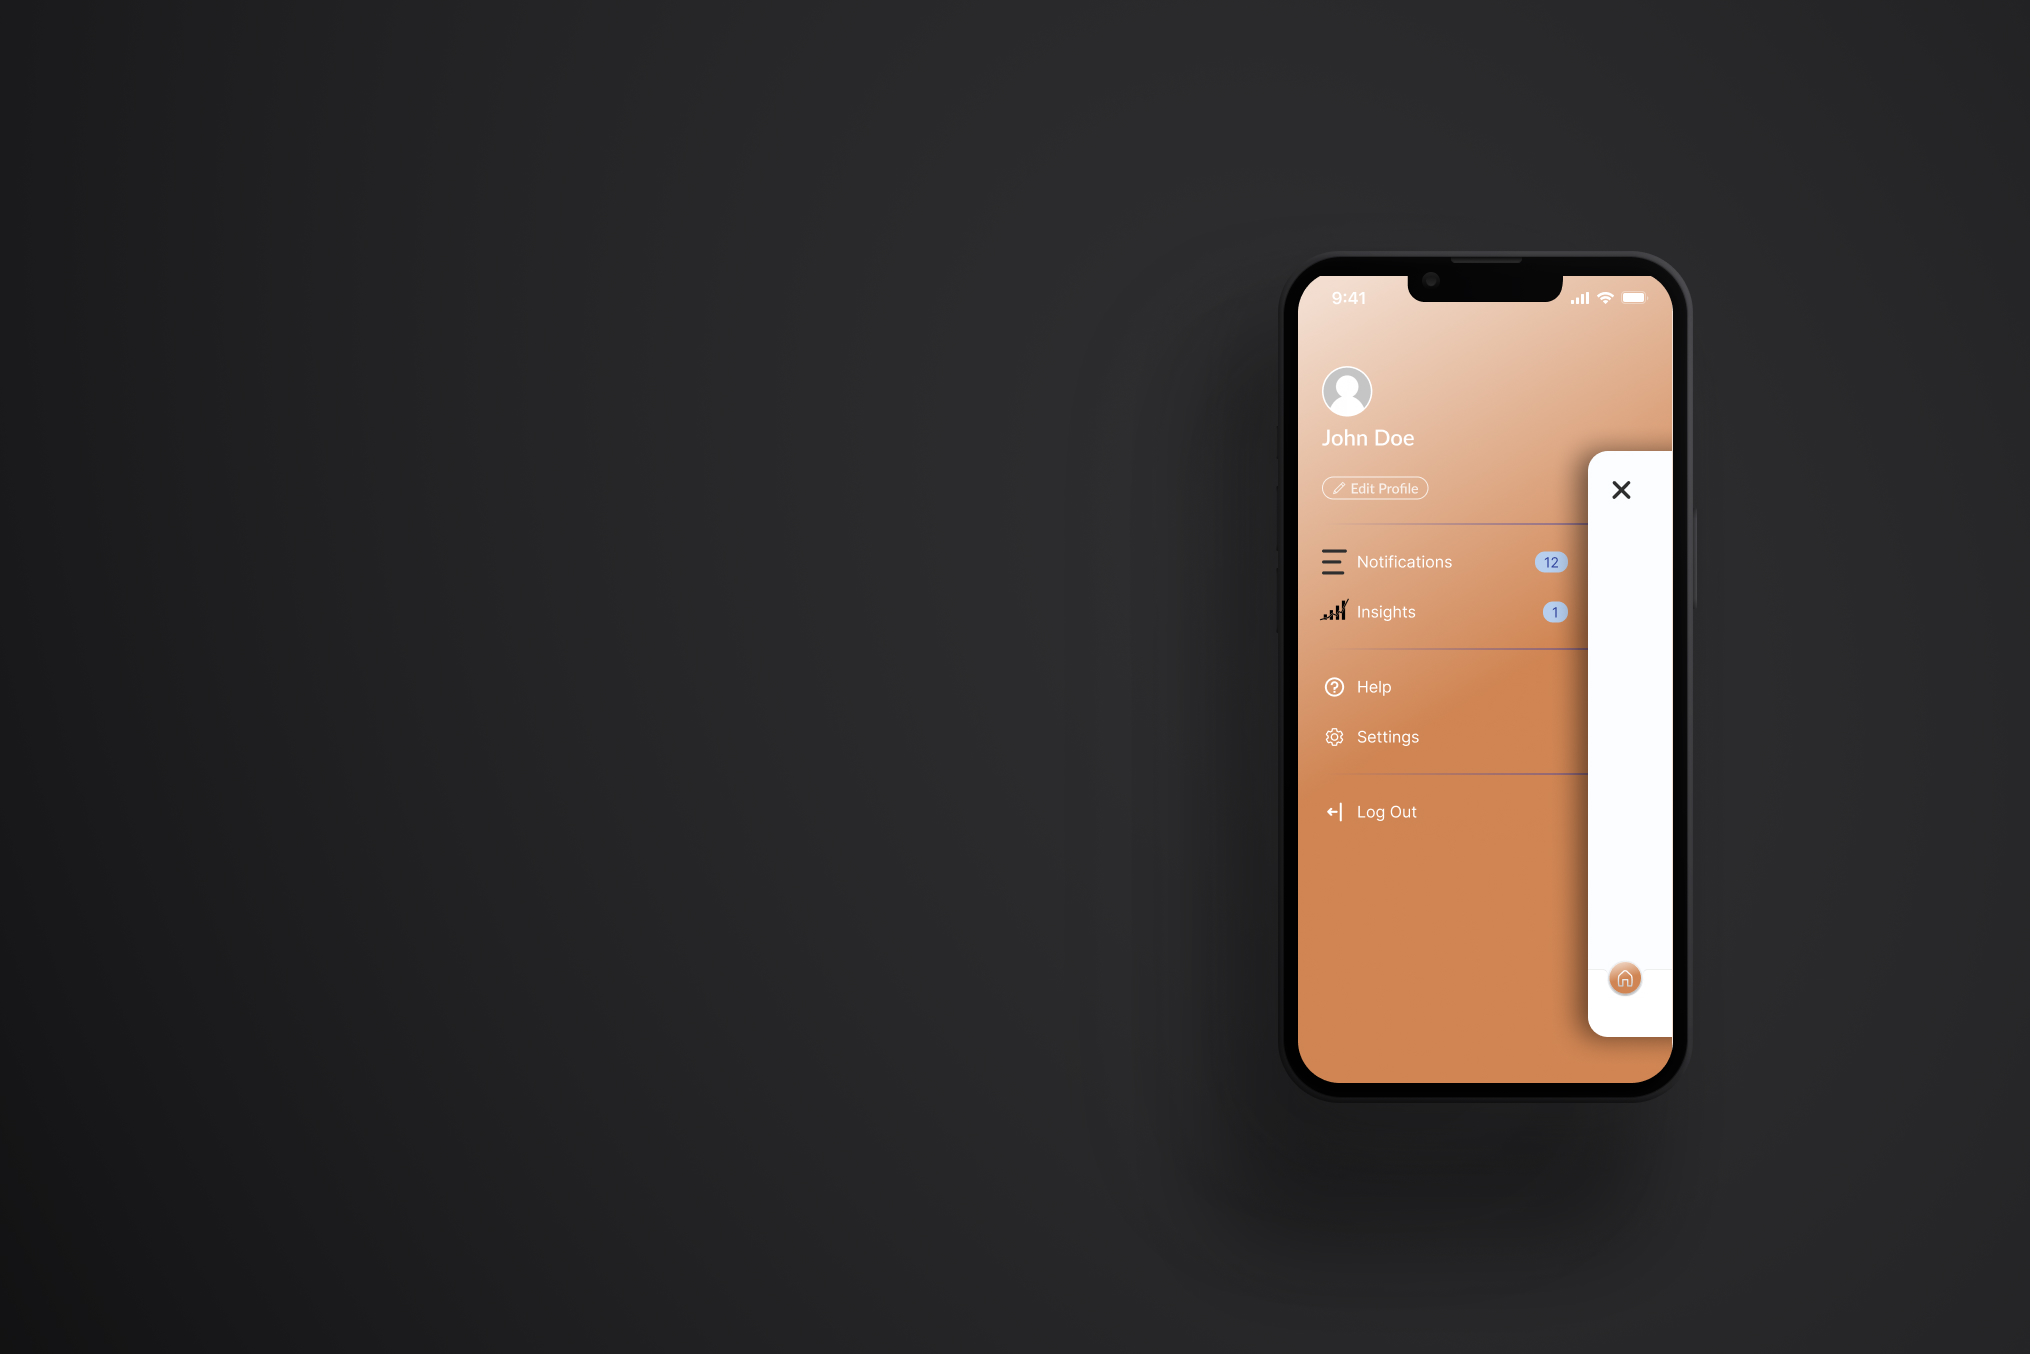 9:41
John Doe
Edit Profile
Notifications 12
Insights 1
Help
Settings
Log Out